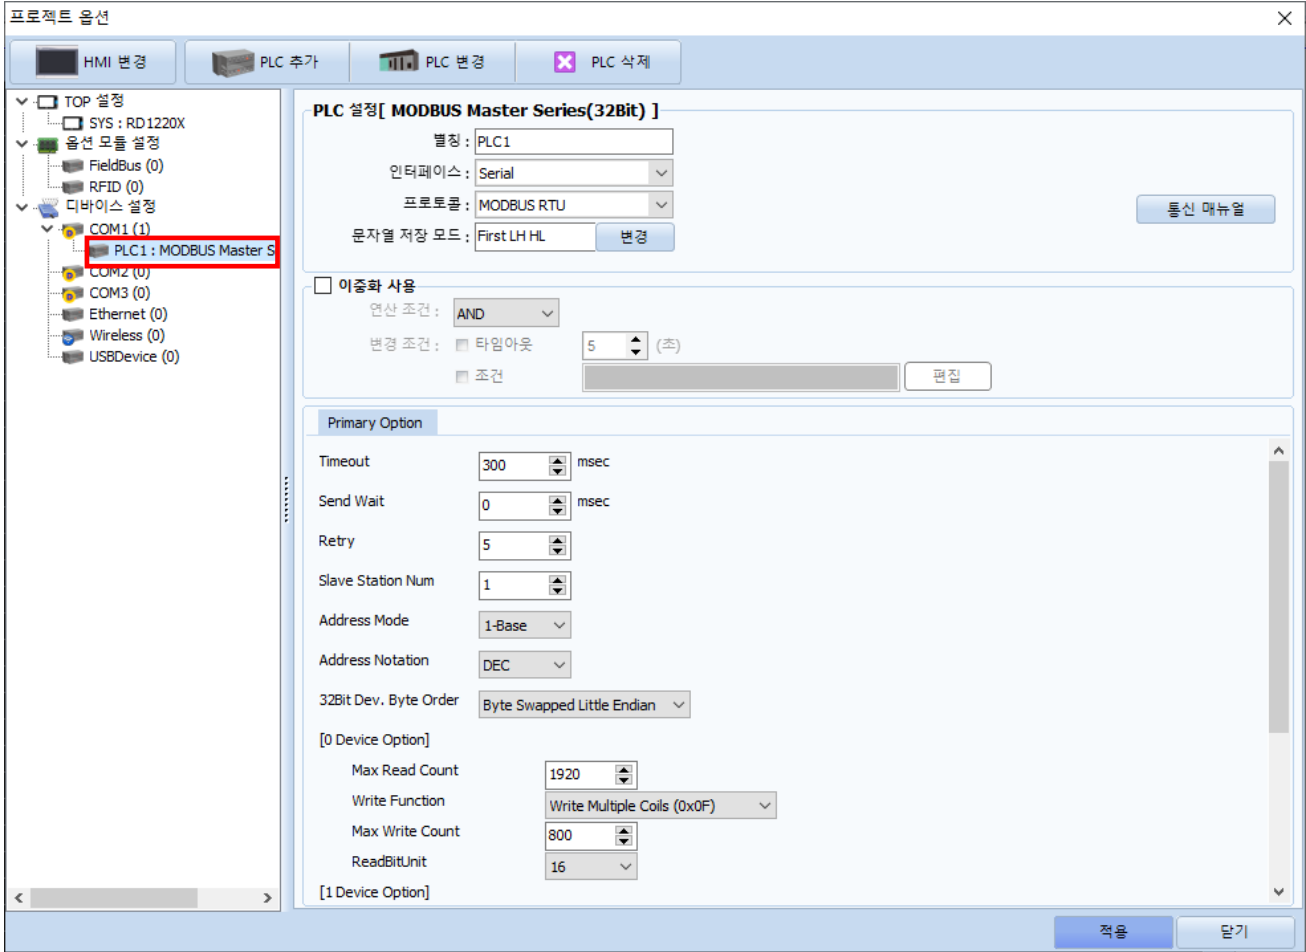 프로젝트 옵션
HMI 변경
PLC 추가
PLC 변경
PLC 삭제
TOP 설정
SYS : RD1220X
옵션 모듈 설정
FieldBus (0)
RFID (0)
디바이스 설정
COM1 (1)
PLC1 : MODBUS Master S
COM2 (0)
COM3 (0)
Ethernet (0)
Wireless (0)
USBDevice (0)
PLC 설정[ MODBUS Master Series(32Bit) ]
별칭 : PLC1
인터페이스 : Serial
프로토콜 : MODBUS RTU
통신 매뉴얼
문자열 저장 모드 : First LH HL 변경
이중화 사용
연산 조건 : AND
변경 조건 : 타임아웃 5 (초)
조건 편집
Primary Option
Timeout 300 msec
Send Wait 0 msec
Retry 5
Slave Station Num 1
Address Mode 1-Base
Address Notation DEC
32Bit Dev. Byte Order Byte Swapped Little Endian
[0 Device Option]
Max Read Count 1920
Write Function Write Multiple Coils (0x0F)
Max Write Count 800
ReadBitUnit 16
[1 Device Option]
적용
닫기